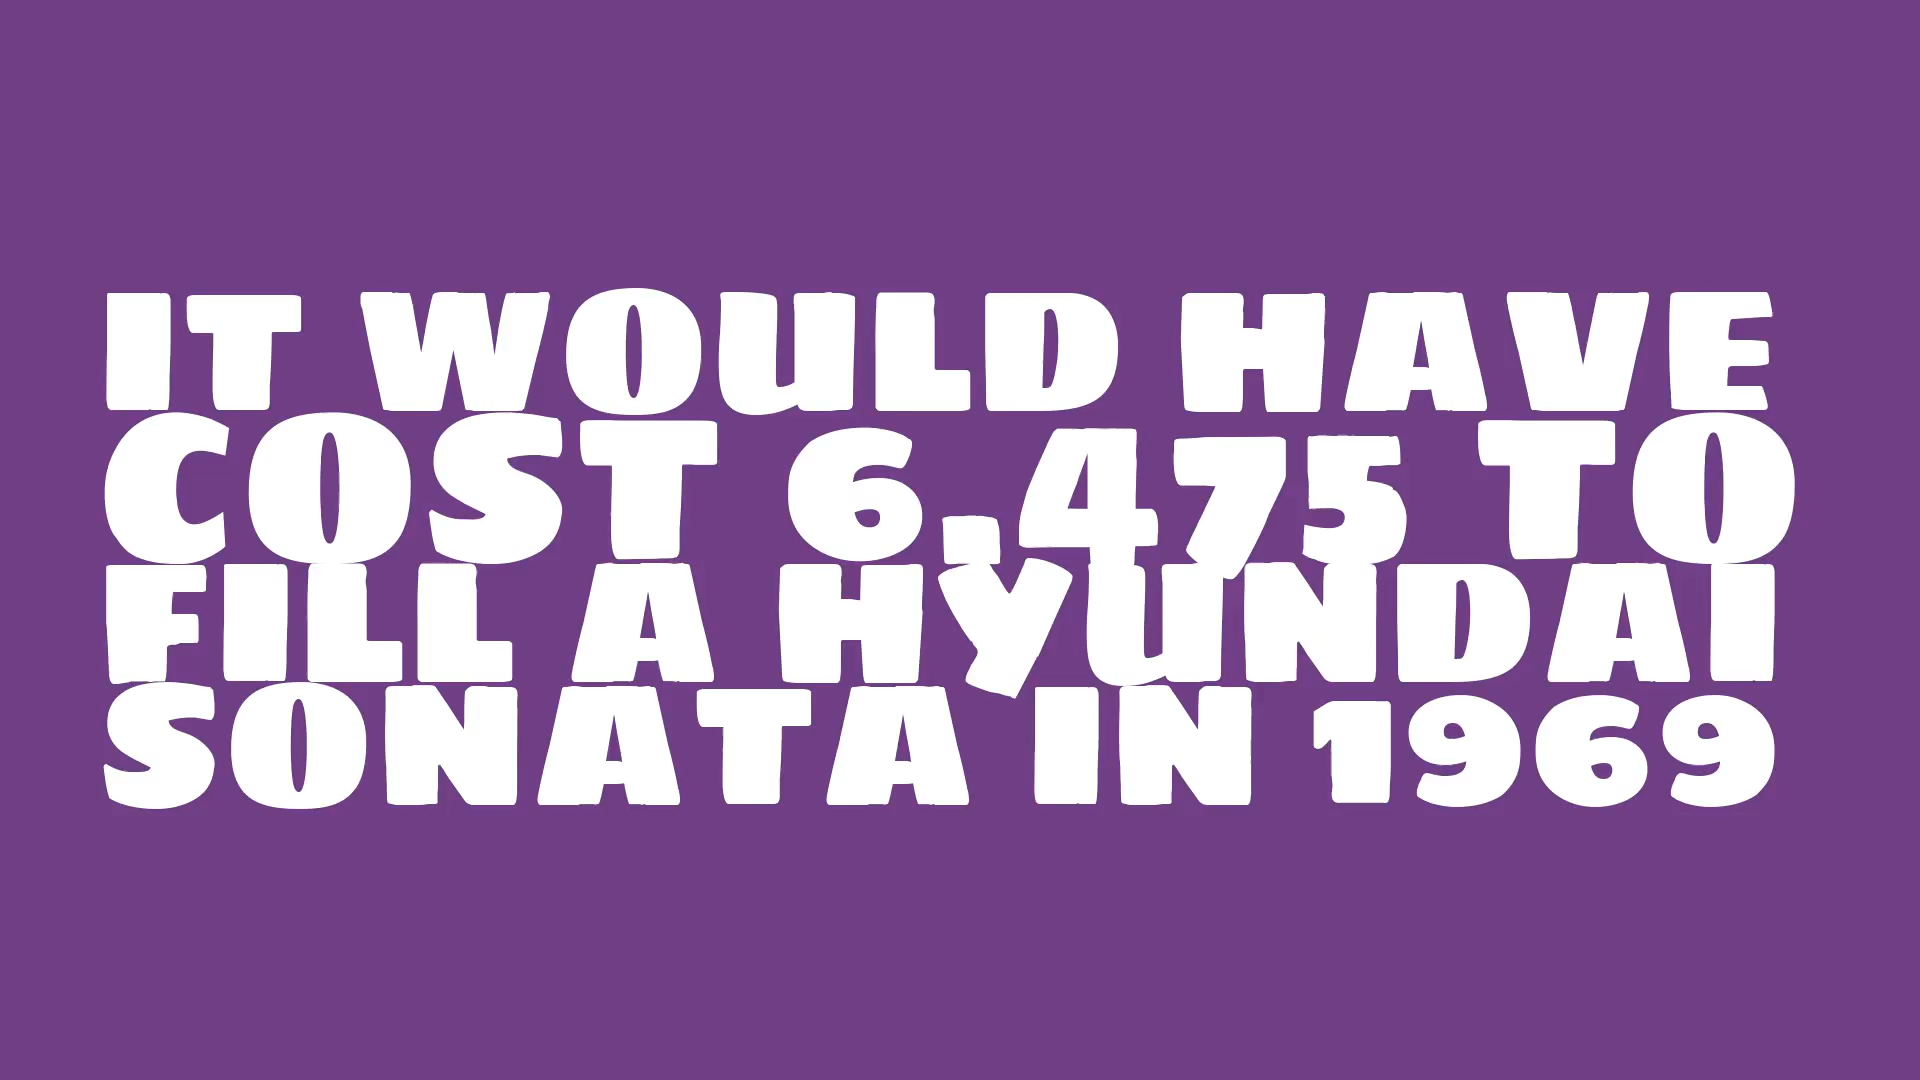 IT WOULD HAVE
COST 6,475 TO
FILL A HYUNDAI
SONATA IN 1969